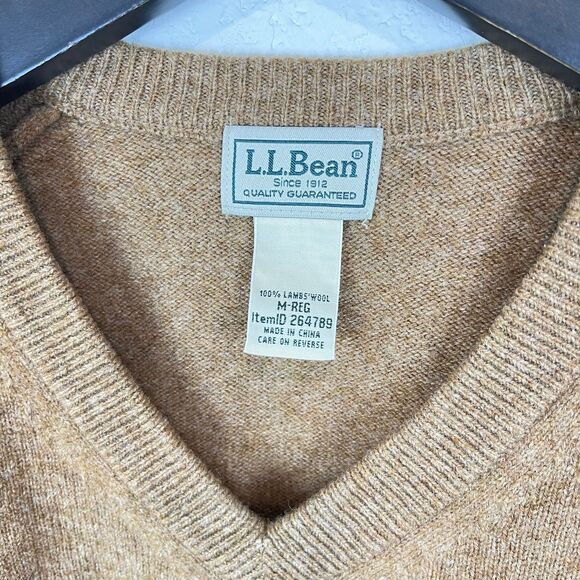 L.L.Bean®
Since 1912
QUALITY GUARANTEED
100% LAMBS'WOOL
M-REG
ItemID 264789
MADE IN CHINA
CARE ON REVERSE